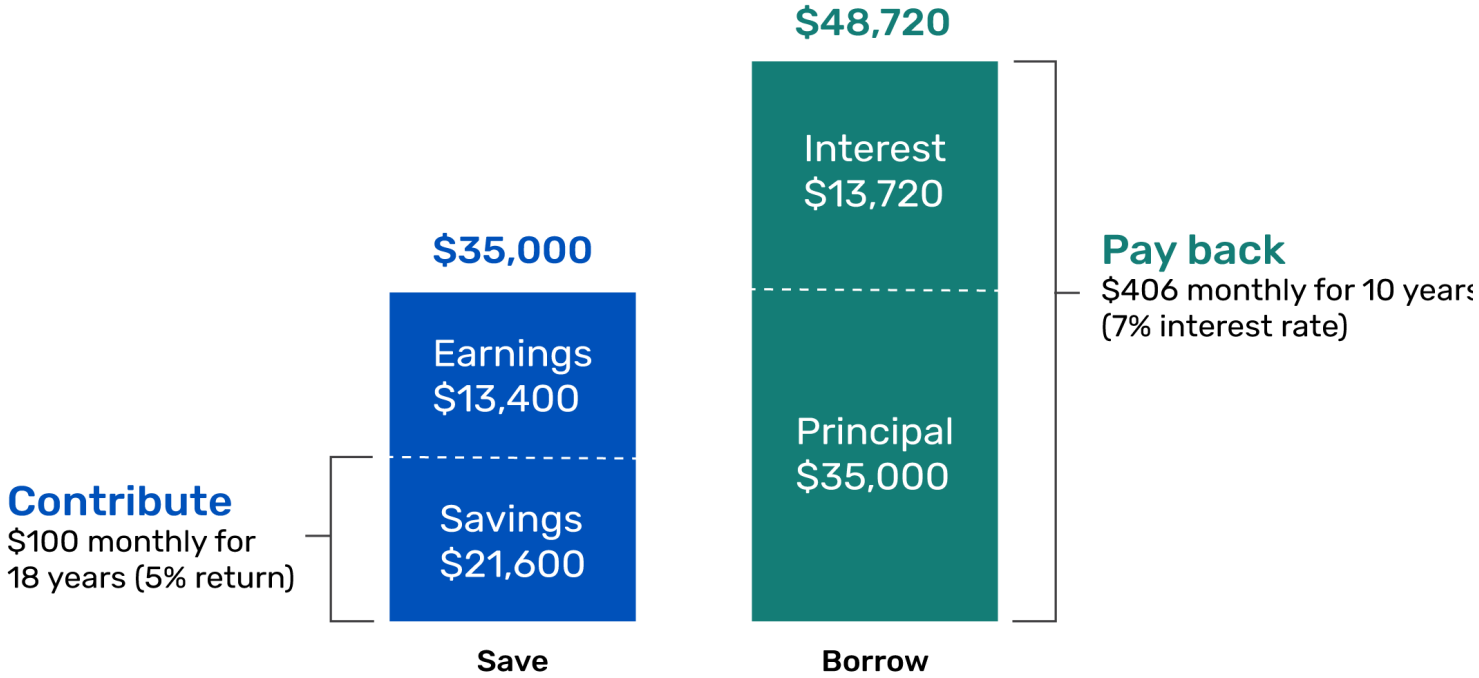 $48,720
Interest
$13,720
Principal
$35,000
Pay back
$406 monthly for 10 years
(7% interest rate)
$35,000
Earnings
$13,400
Savings
$21,600
Contribute
$100 monthly for
18 years (5% return)
Save
Borrow